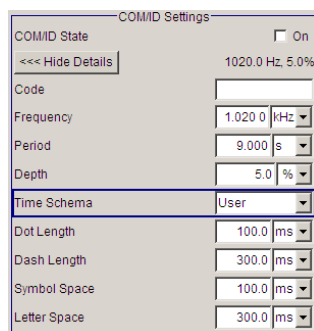 COM/ID Settings
COM/ID State On
<<< Hide Details 1020.0 Hz, 5.0%
Code
Frequency 1.020 0 kHz
Period 9.000 s
Depth 5.0 %
Time Schema User
Dot Length 100.0 ms
Dash Length 300.0 ms
Symbol Space 100.0 ms
Letter Space 300.0 ms